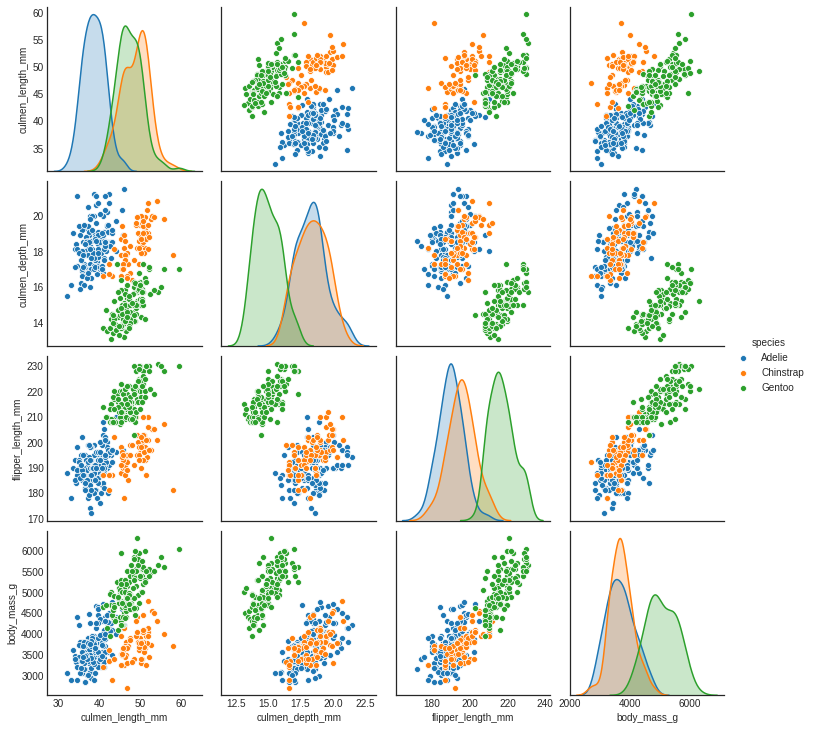 60
55
50
45
40
35
culmen_length_mm
20
18
16
14
culmen_depth_mm
230
220
210
200
190
180
170
flipper_length_mm
6000
5500
5000
4500
4000
3500
3000
body_mass_g
30 40 50 60
culmen_length_mm
12.5 15.0 17.5 20.0 22.5
culmen_depth_mm
180 200 220 240
flipper_length_mm
2000 4000 6000
body_mass_g
species
Adelie
Chinstrap
Gentoo